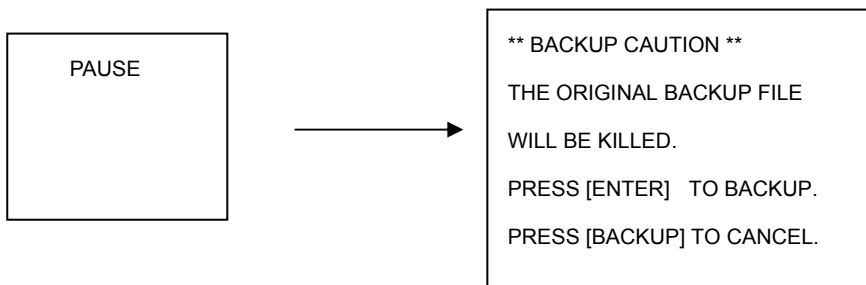 PAUSE
** BACKUP CAUTION **
THE ORIGINAL BACKUP FILE
WILL BE KILLED.
PRESS [ENTER] TO BACKUP.
PRESS [BACKUP] TO CANCEL.